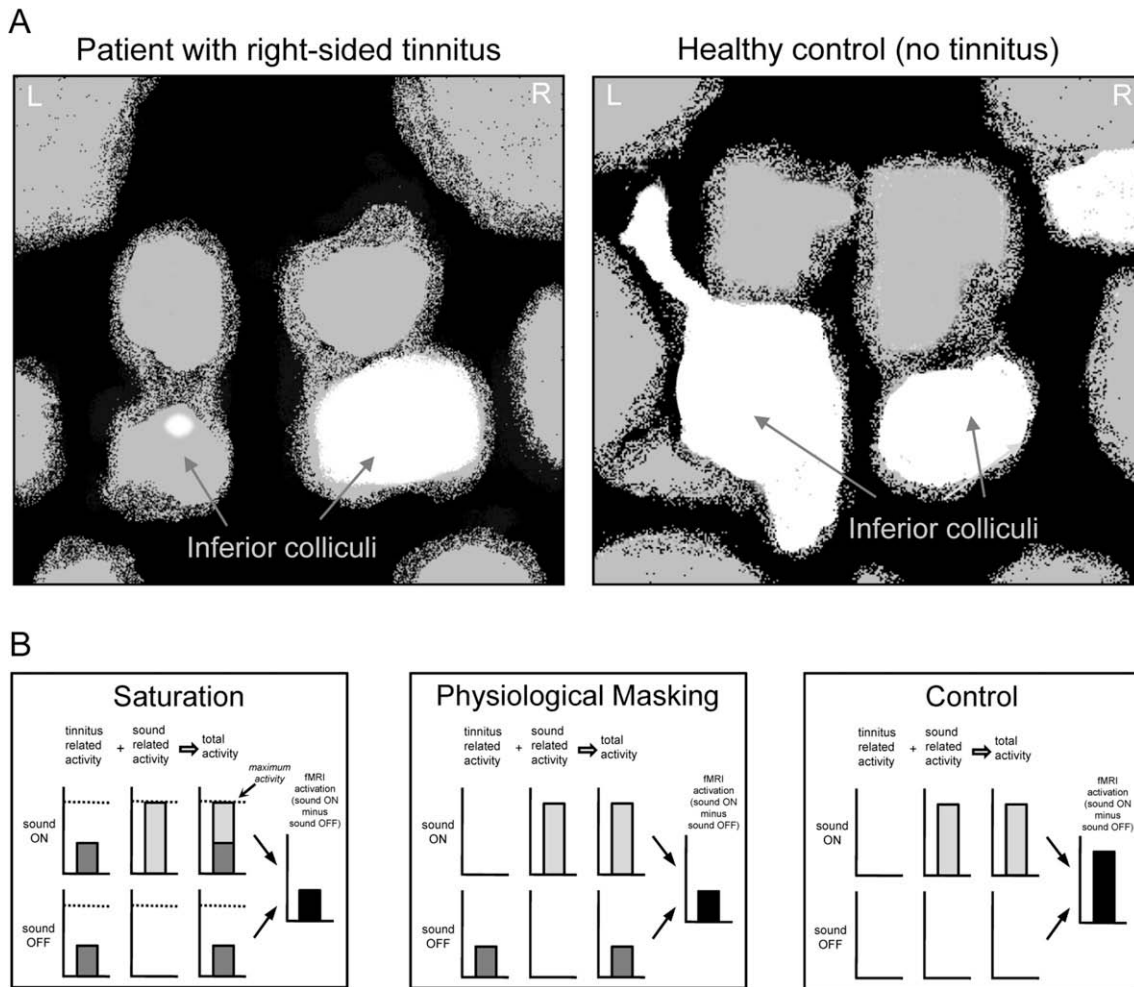 A
Patient with right-sided tinnitus
Healthy control (no tinnitus)
L
R
L
R
Inferior colliculi
Inferior colliculi
B
Saturation
tinnitus
related
activity
+
sound
related
activity
⇒
total
activity
maximum
activity
fMRI
activation
(sound ON
minus
sound OFF)
sound
ON
sound
OFF
Physiological Masking
tinnitus
related
activity
+
sound
related
activity
⇒
total
activity
fMRI
activation
(sound ON
minus
sound OFF)
sound
ON
sound
OFF
Control
tinnitus
related
activity
+
sound
related
activity
⇒
total
activity
fMRI
activation
(sound ON
minus
sound OFF)
sound
ON
sound
OFF